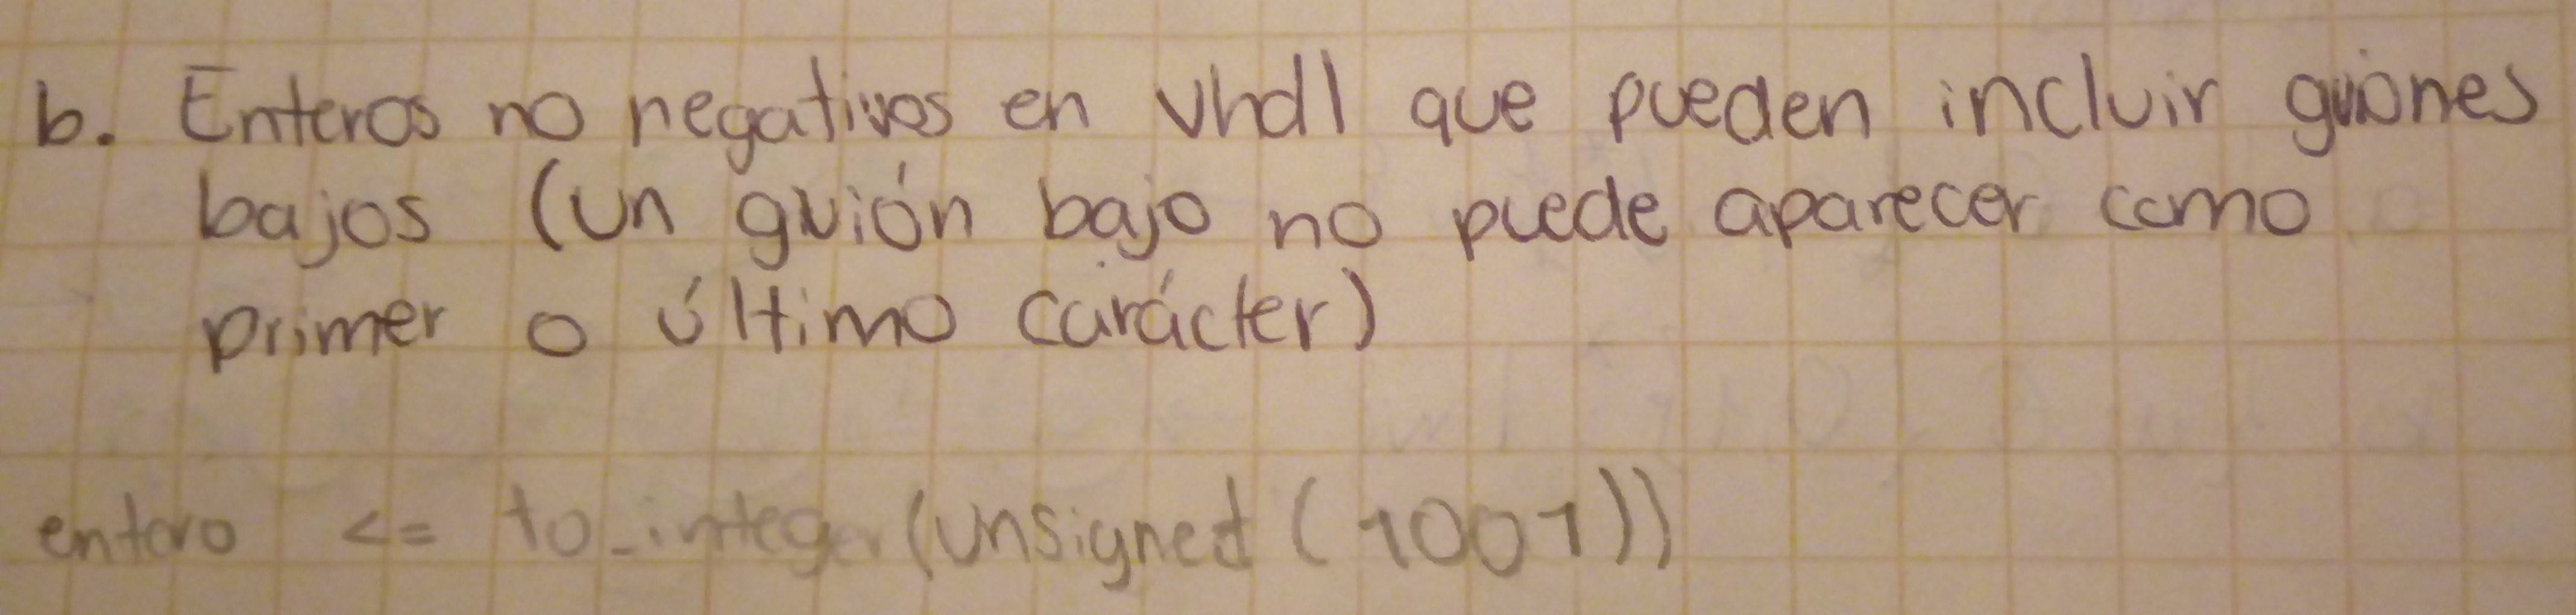 b. Enteros no negativos en vhdl que pueden incluir guiones
bajos (un guión bajo no puede aparecer como
primer o último carácter)
entero <= to_integer (unsigned (1001))